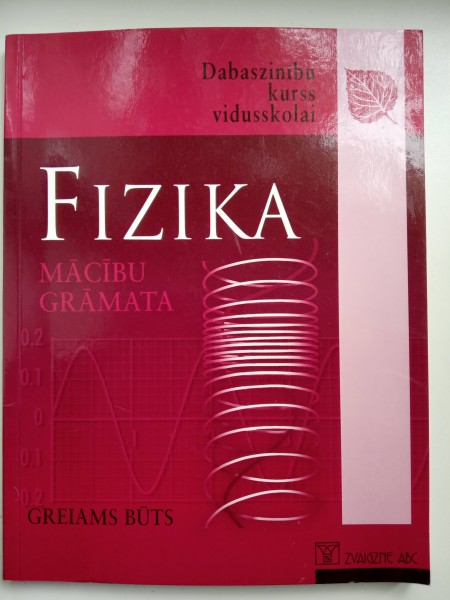 Dabaszinību
kurss
vidusskolai
FIZIKA
MĀCĪBU
GRĀMATA
0.2
0.1
0
0.1
0.2
GREIAMS BŪTS
ZVAIGZNE ABC